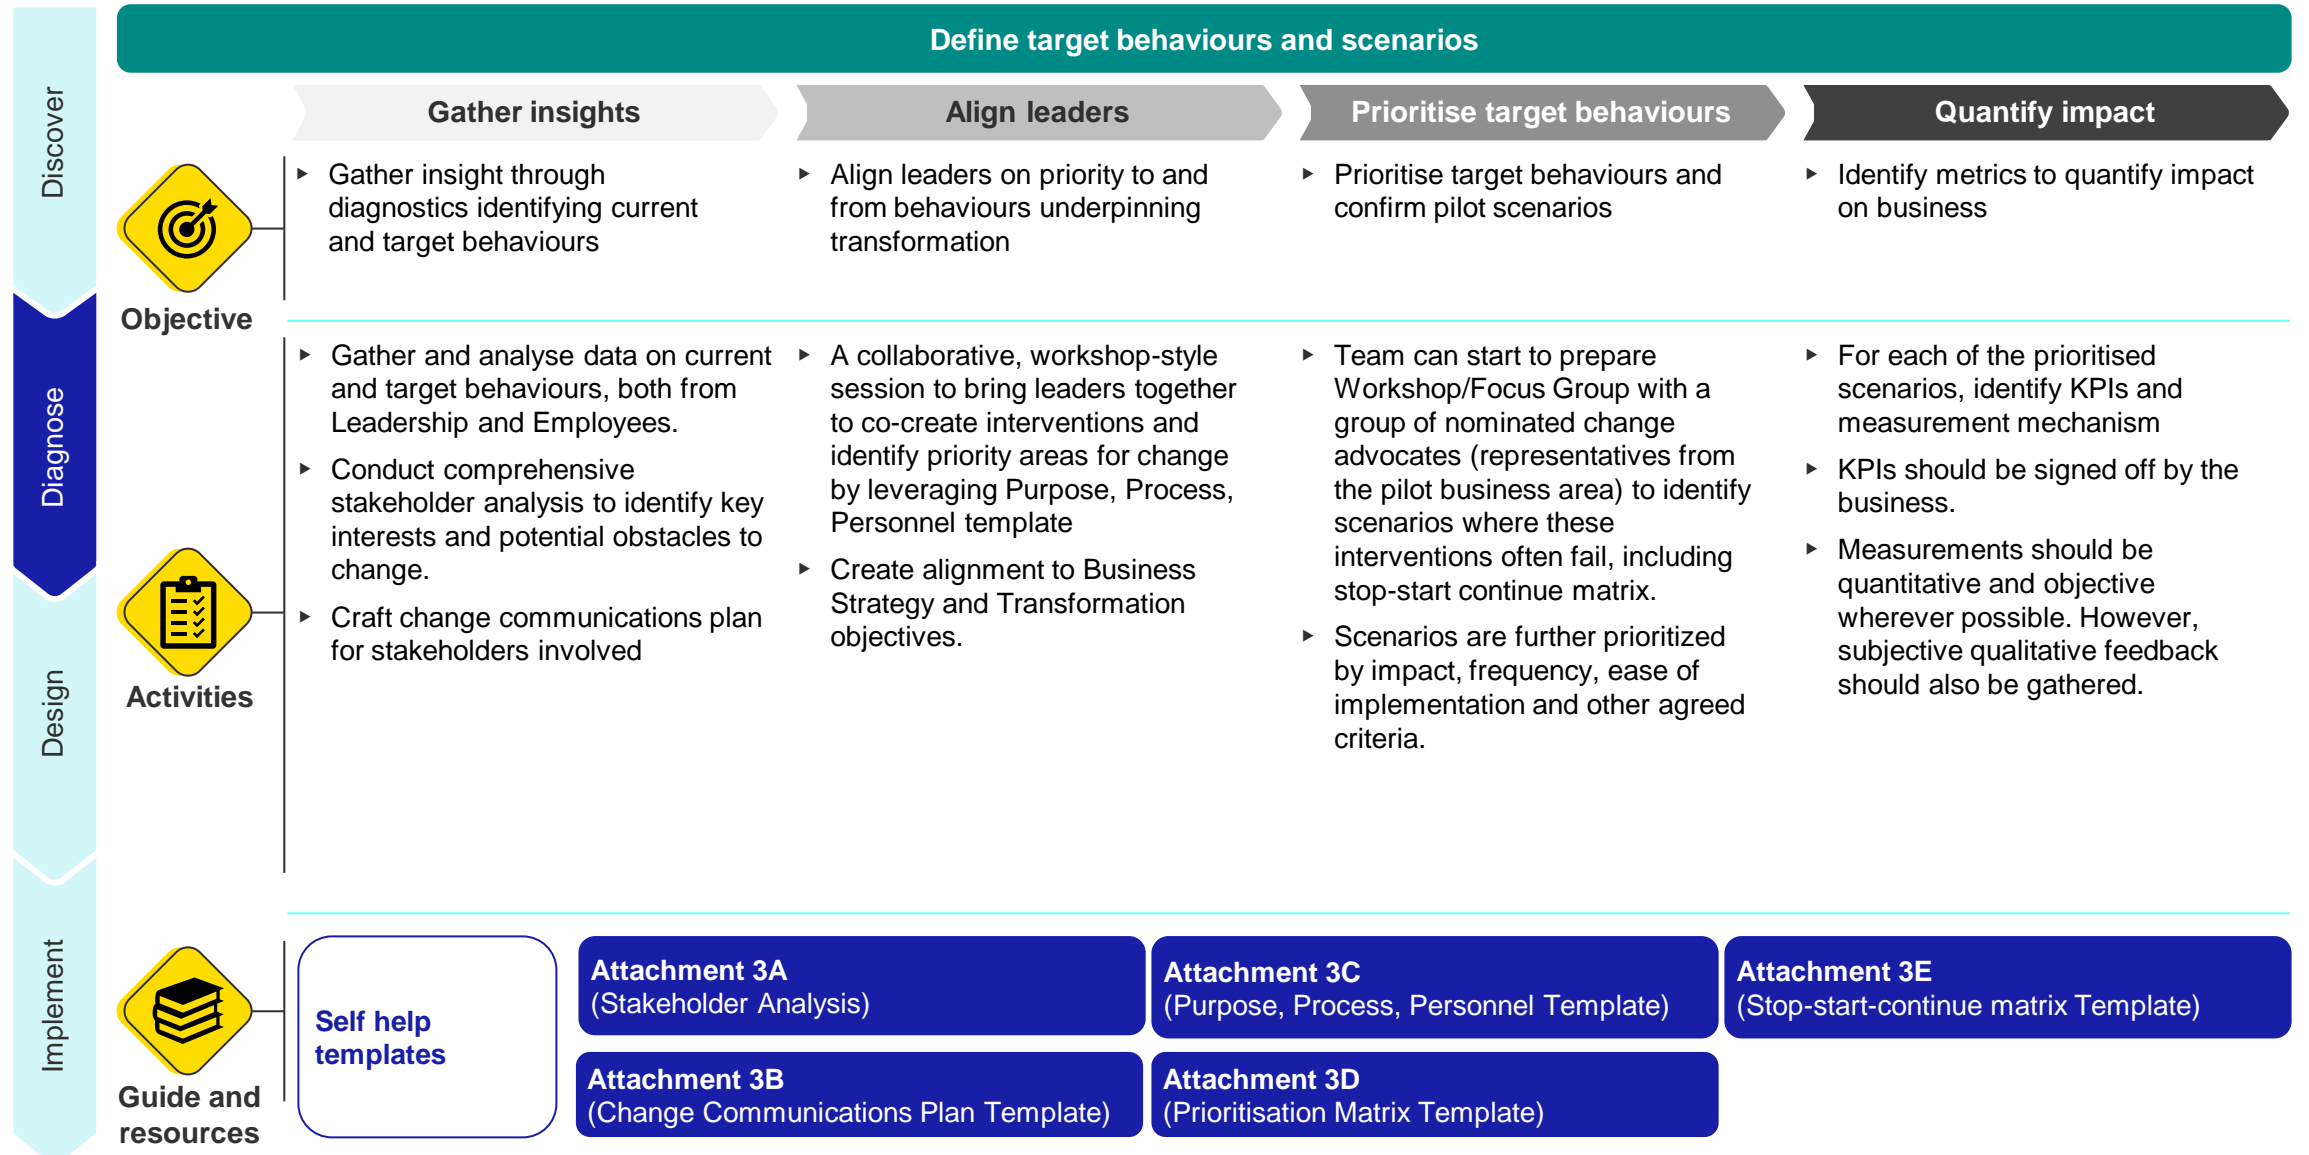 Define target behaviours and scenarios
Discover
Diagnose
Design
Implement
Gather insights
Align leaders
Prioritise target behaviours
Quantify impact
Objective
Gather insight through
diagnostics identifying current
and target behaviours
Align leaders on priority to and
from behaviours underpinning
transformation
Prioritise target behaviours and
confirm pilot scenarios
Identify metrics to quantify impact
on business
Activities
Gather and analyse data on current
and target behaviours, both from
Leadership and Employees.
Conduct comprehensive
stakeholder analysis to identify key
interests and potential obstacles to
change.
Craft change communications plan
for stakeholders involved
A collaborative, workshop-style
session to bring leaders together
to co-create interventions and
identify priority areas for change
by leveraging Purpose, Process,
Personnel template
Create alignment to Business
Strategy and Transformation
objectives.
Team can start to prepare
Workshop/Focus Group with a
group of nominated change
advocates (representatives from
the pilot business area) to identify
scenarios where these
interventions often fail, including
stop-start continue matrix.
Scenarios are further prioritized
by impact, frequency, ease of
implementation and other agreed
criteria.
For each of the prioritised
scenarios, identify KPIs and
measurement mechanism
KPIs should be signed off by the
business.
Measurements should be
quantitative and objective
wherever possible. However,
subjective qualitative feedback
should also be gathered.
Guide and
resources
Self help
templates
Attachment 3A
(Stakeholder Analysis)
Attachment 3B
(Change Communications Plan Template)
Attachment 3C
(Purpose, Process, Personnel Template)
Attachment 3D
(Prioritisation Matrix Template)
Attachment 3E
(Stop-start-continue matrix Template)